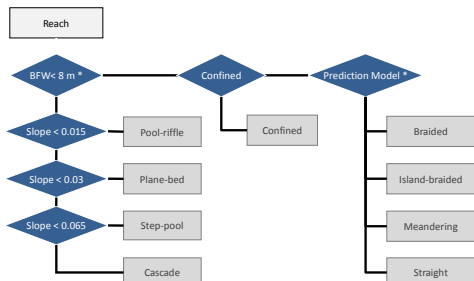 Reach
BFW< 8 m *
Confined
Prediction Model *
Slope < 0.015
Pool-riffle
Confined
Braided
Slope < 0.03
Plane-bed
Island-braided
Slope < 0.065
Step-pool
Meandering
Cascade
Straight